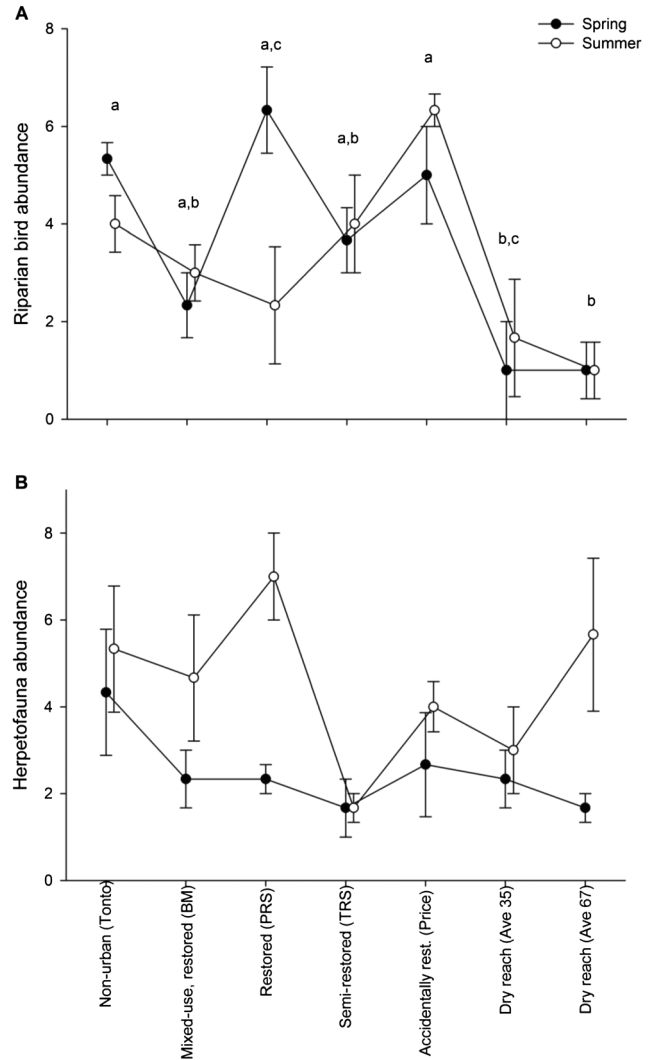 A
Spring
Summer
Riparian bird abundance
8
6
4
2
0
a
a,b
a,c
a,b
a
b,c
b
B
Herpetofauna abundance
8
6
4
2
0
Non-urban (Tonto)
Mixed-use, restored (BM)
Restored (PRS)
Semi-restored (TRS)
Accidentally rest. (Price)
Dry reach (Ave 35)
Dry reach (Ave 67)